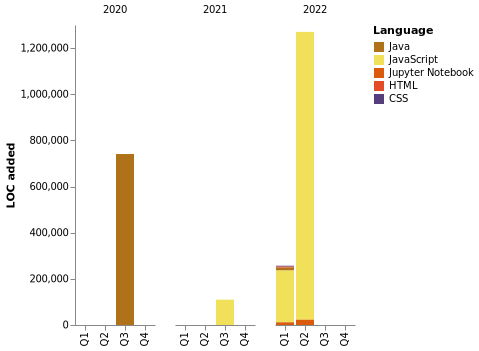 2020 2021 2022
Language
Java
JavaScript
Jupyter Notebook
HTML
CSS
LOC added
1,200,000
1,000,000
800,000
600,000
400,000
200,000
0
Q1 Q2 Q3 Q4 Q1 Q2 Q3 Q4 Q1 Q2 Q3 Q4